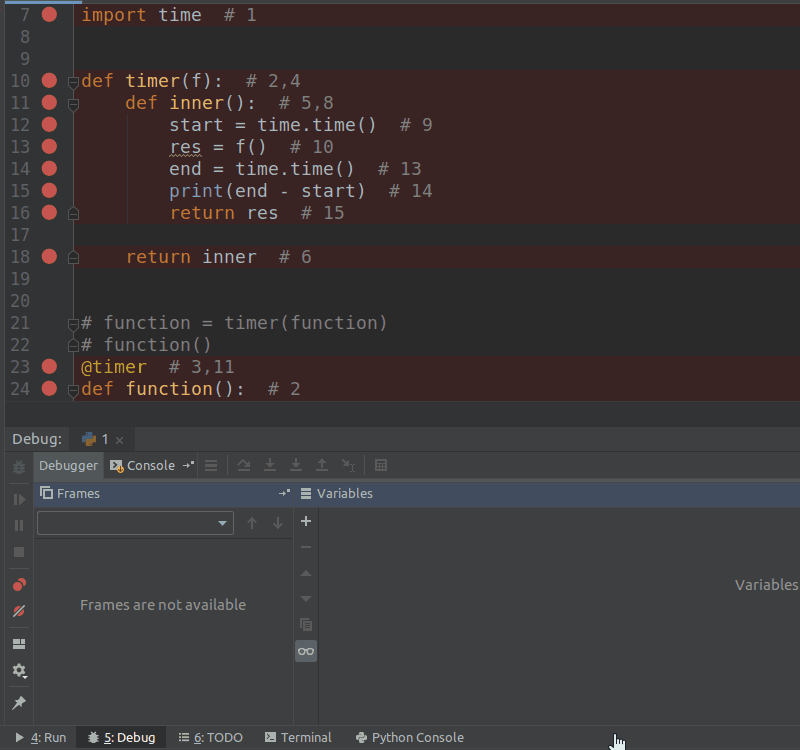 7 import time  # 1
8
9
10 def timer(f):  # 2,4
11     def inner():  # 5,8
12         start = time.time()  # 9
13         res = f()  # 10
14         end = time.time()  # 13
15         print(end - start)  # 14
16         return res  # 15
17
18     return inner  # 6
19
20
21 # function = timer(function)
22 # function()
23 @timer  # 3,11
24 def function():  # 2
Debug: 1
Debugger Console
Frames Variables
Frames are not available
Variables
4: Run 5: Debug 6: TODO Terminal Python Console